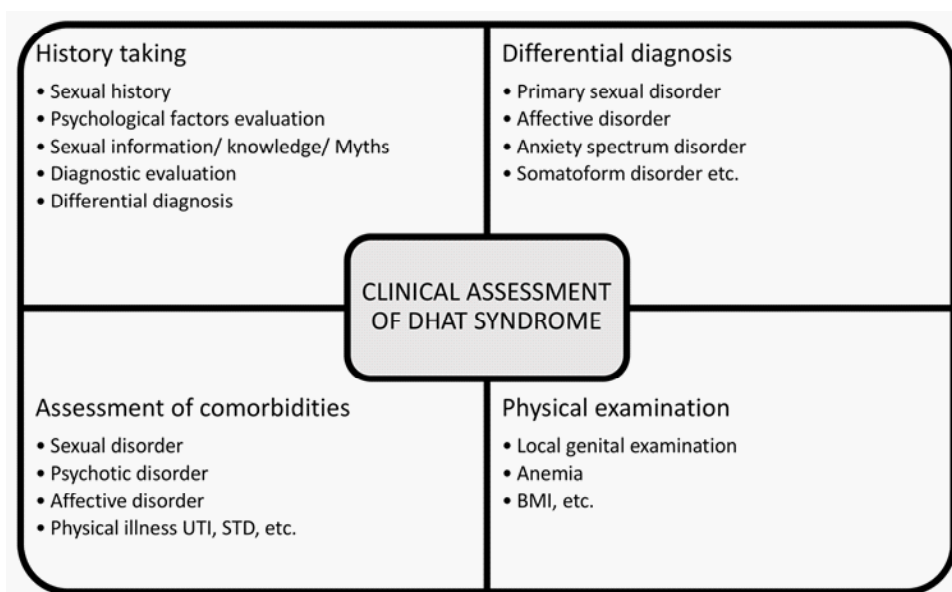 History taking
• Sexual history
• Psychological factors evaluation
• Sexual information/ knowledge/ Myths
• Diagnostic evaluation
• Differential diagnosis
Differential diagnosis
• Primary sexual disorder
• Affective disorder
• Anxiety spectrum disorder
• Somatoform disorder etc.
CLINICAL ASSESSMENT
OF DHAT SYNDROME
Assessment of comorbidities
• Sexual disorder
• Psychotic disorder
• Affective disorder
• Physical illness UTI, STD, etc.
Physical examination
• Local genital examination
• Anemia
• BMI, etc.